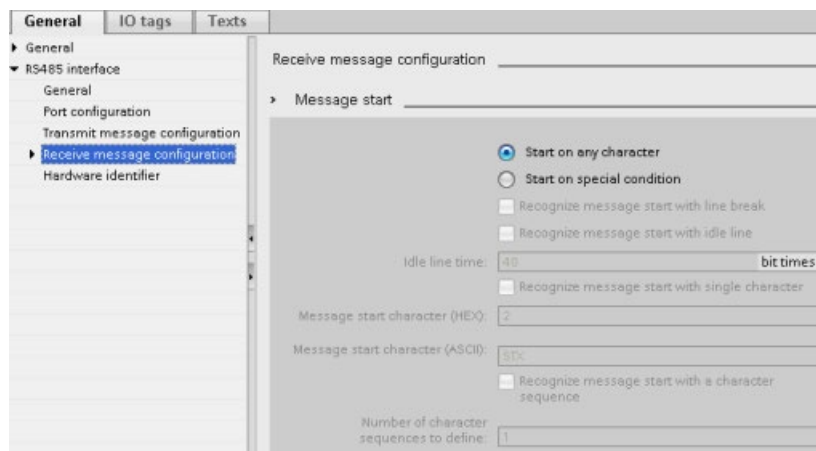 General IO tags Texts
General
RS485 interface
General
Port configuration
Transmit message configuration
Receive message configuration
Hardware identifier
Receive message configuration
Message start
Start on any character
Start on special condition
Recognize message start with line break
Recognize message start with idle line
Idle line time: 40 bit times
Recognize message start with single character
Message start character (HEX): 2
Message start character (ASCII): STX
Recognize message start with a character
sequence
Number of character
sequences to define: 1